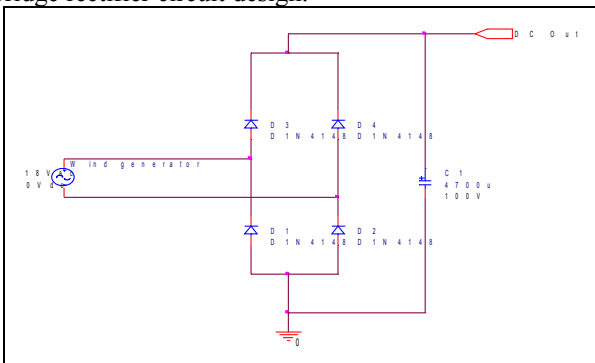 bridge rectifier circuit design.
DC Out
D3
D1N4148
D4
D1N4148
Wind generator
18Vac
0Vdc
C1
4700u
100V
D1
D1N4148
D2
D1N4148
0